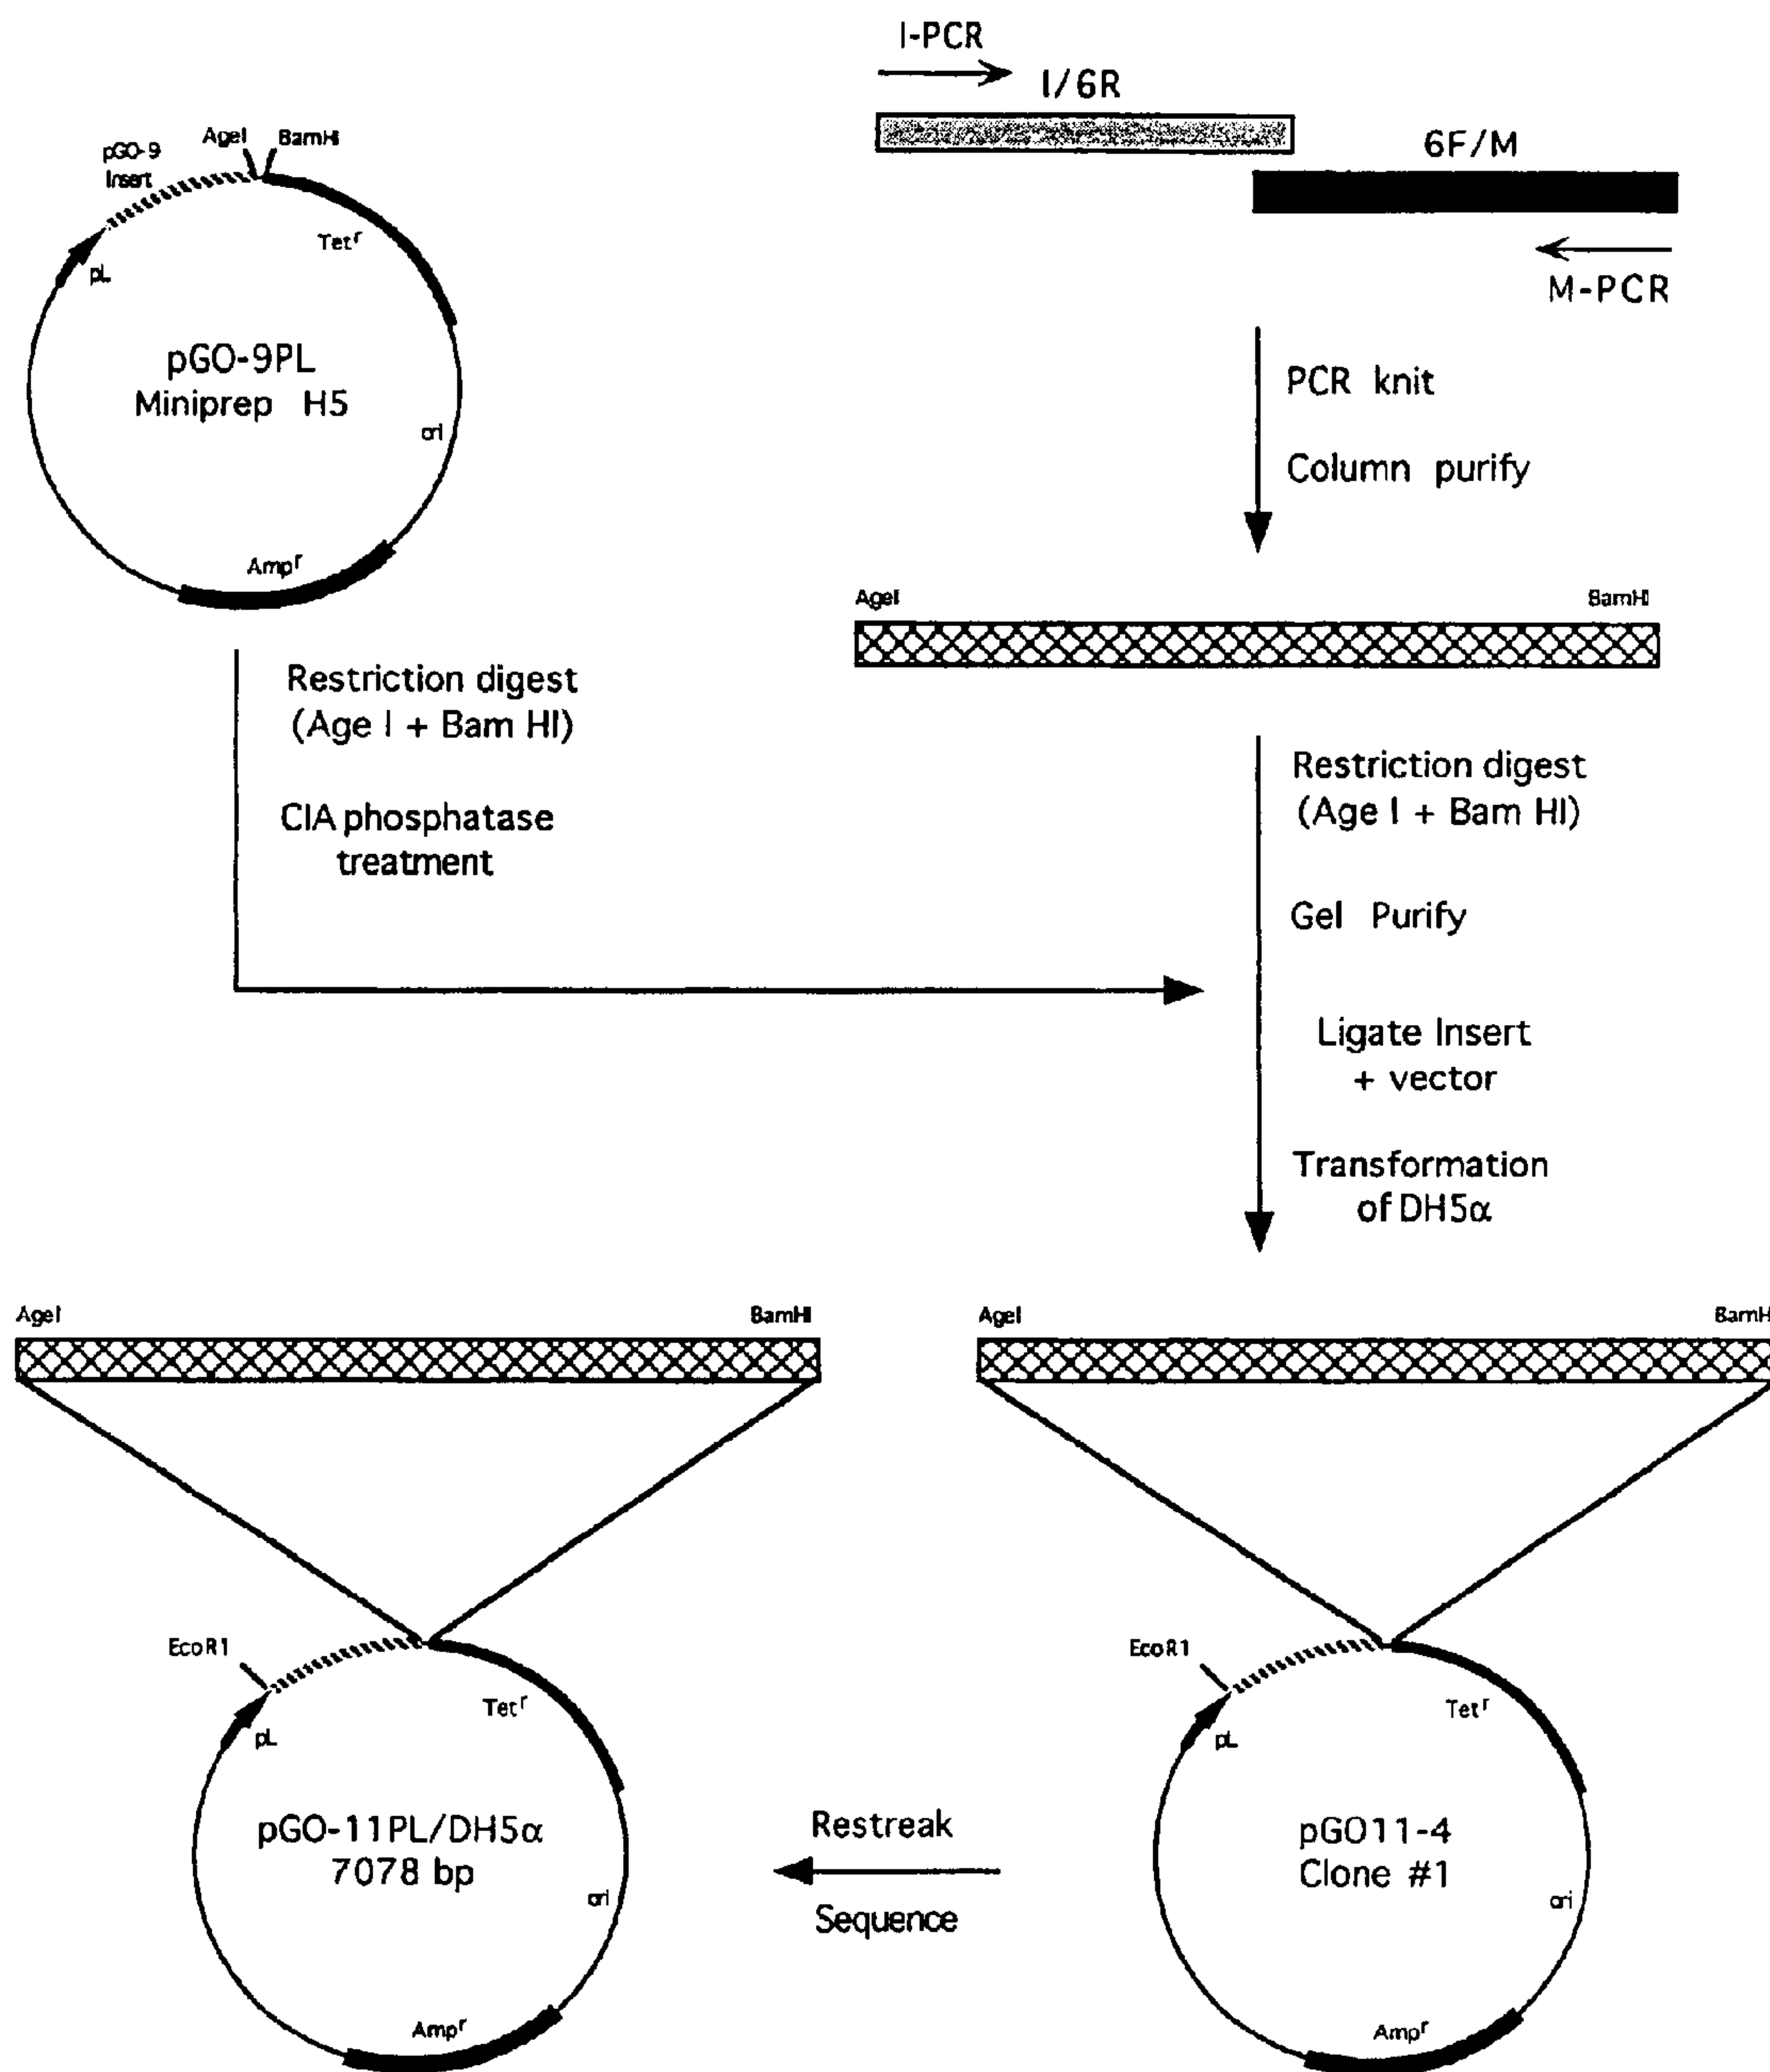 I-PCR
I/6R
6F/M
M-PCR
AgeI
BamHI
pGO-9
Insert
Tetr
pL
pGO-9PL
Miniprep H5
ori
Ampr
PCR knit
Column purify
AgeI
BamHI
Restriction digest
(Age I + Bam HI)
CIA phosphatase
treatment
Restriction digest
(Age I + Bam HI)
Gel Purify
Ligate Insert
+ vector
Transformation
of DH5α
AgeI
BamHI
AgeI
BamHI
EcoR1
Tetr
pL
pGO-11PL/DH5α
7078 bp
ori
Ampr
Restreak
Sequence
EcoR1
Tetr
pL
pGO11-4
Clone #1
ori
Ampr